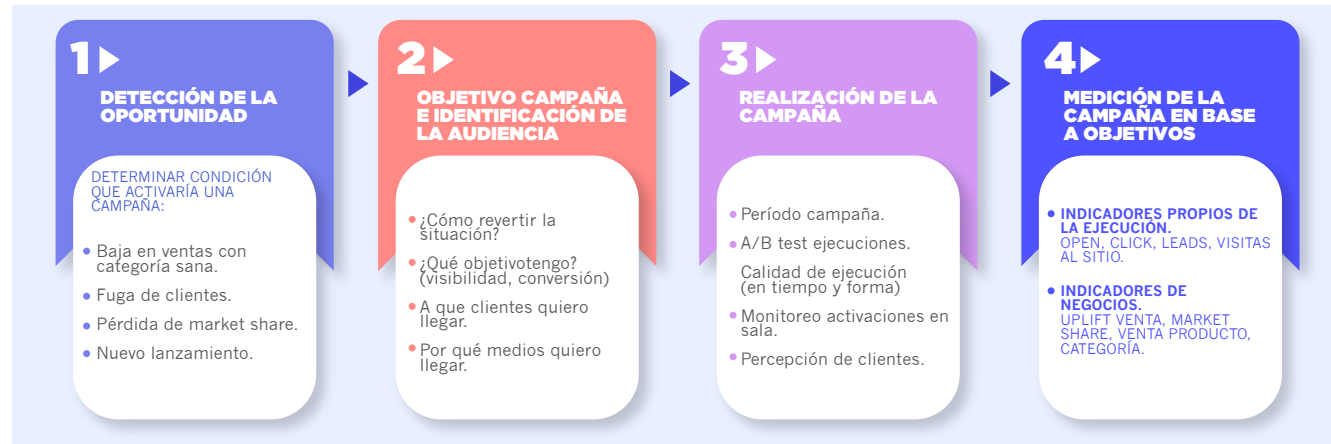 1
DETECCIÓN DE LA
OPORTUNIDAD
DETERMINAR CONDICIÓN
QUE ACTIVARÍA UNA
CAMPAÑA:
Baja en ventas con
categoría sana.
Fuga de clientes.
Pérdida de market share.
Nuevo lanzamiento.
2
OBJETIVO CAMPAÑA
E IDENTIFICACIÓN DE
LA AUDIENCIA
¿Cómo revertir la
situación?
¿Qué objetivotengo?
(visibilidad, conversión)
A que clientes quiero
llegar.
Por qué medios quiero
llegar.
3
REALIZACIÓN DE LA
CAMPAÑA
Período campaña.
A/B test ejecuciones.
Calidad de ejecución
(en tiempo y forma)
Monitoreo activaciones en
sala.
Percepción de clientes.
4
MEDICIÓN DE LA
CAMPAÑA EN BASE
A OBJETIVOS
INDICADORES PROPIOS DE
LA EJECUCIÓN.
OPEN, CLICK, LEADS, VISITAS
AL SITIO.
INDICADORES DE
NEGOCIOS.
UPLIFT VENTA, MARKET
SHARE, VENTA PRODUCTO,
CATEGORÍA.